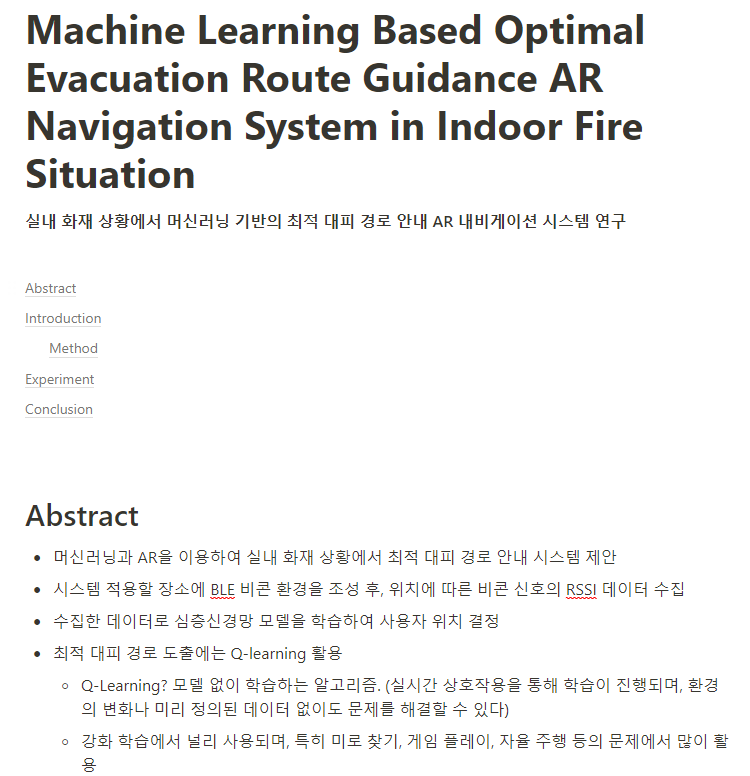 Machine Learning Based Optimal
Evacuation Route Guidance AR
Navigation System in Indoor Fire
Situation
실내 화재 상황에서 머신러닝 기반의 최적 대피 경로 안내 AR 내비게이션 시스템 연구
Abstract
Introduction
Method
Experiment
Conclusion
Abstract
• 머신러닝과 AR을 이용하여 실내 화재 상황에서 최적 대피 경로 안내 시스템 제안
• 시스템 적용할 장소에 BLE 비콘 환경을 조성 후, 위치에 따른 비콘 신호의 RSSI 데이터 수집
• 수집한 데이터로 심층신경망 모델을 학습하여 사용자 위치 결정
• 최적 대피 경로 도출에는 Q-learning 활용
◦ Q-Learning? 모델 없이 학습하는 알고리즘. (실시간 상호작용을 통해 학습이 진행되며, 환경
의 변화나 미리 정의된 데이터 없이도 문제를 해결할 수 있다)
◦ 강화 학습에서 널리 사용되며, 특히 미로 찾기, 게임 플레이, 자율 주행 등의 문제에서 많이 활
용